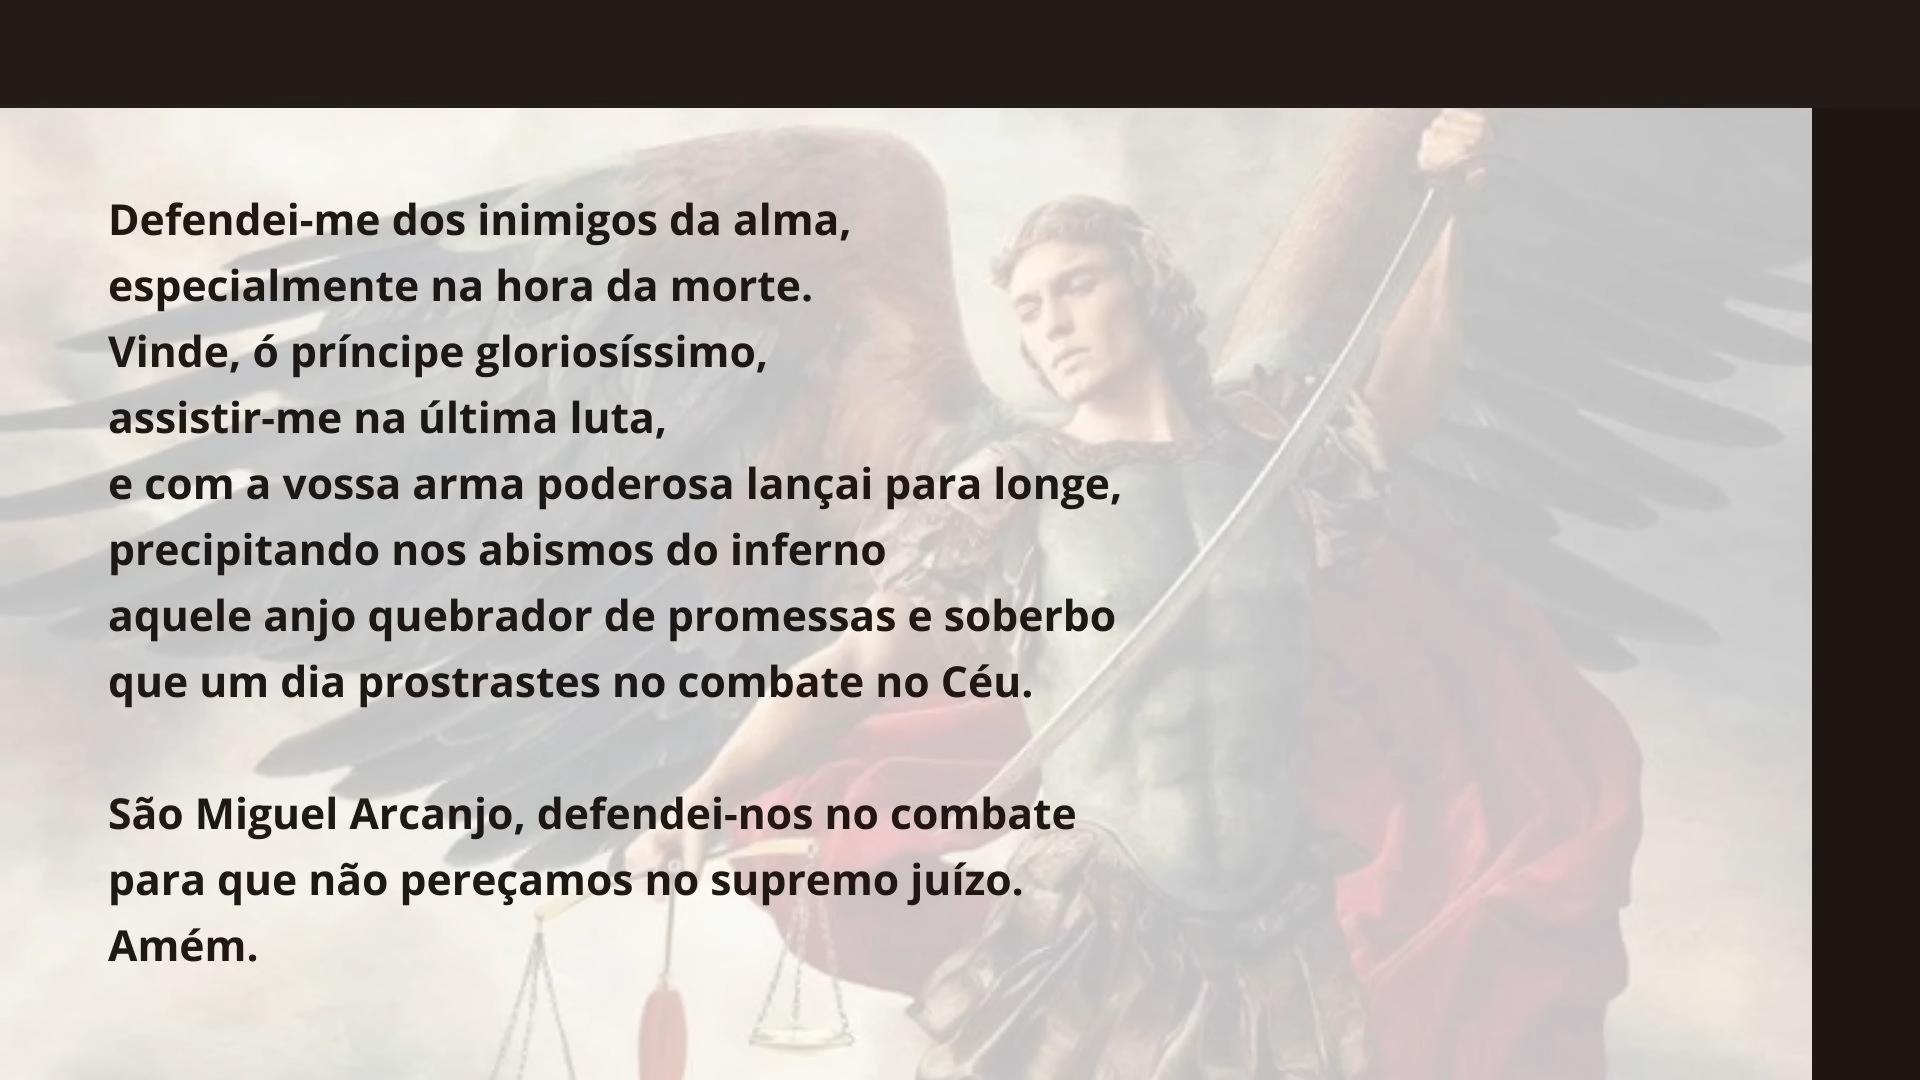 Defendei-me dos inimigos da alma,
especialmente na hora da morte.
Vinde, ó príncipe gloriosíssimo,
assistir-me na última luta,
e com a vossa arma poderosa lançai para longe,
precipitando nos abismos do inferno
aquele anjo quebrador de promessas e soberbo
que um dia prostrastes no combate no Céu.
São Miguel Arcanjo, defendei-nos no combate
para que não pereçamos no supremo juízo.
Amém.